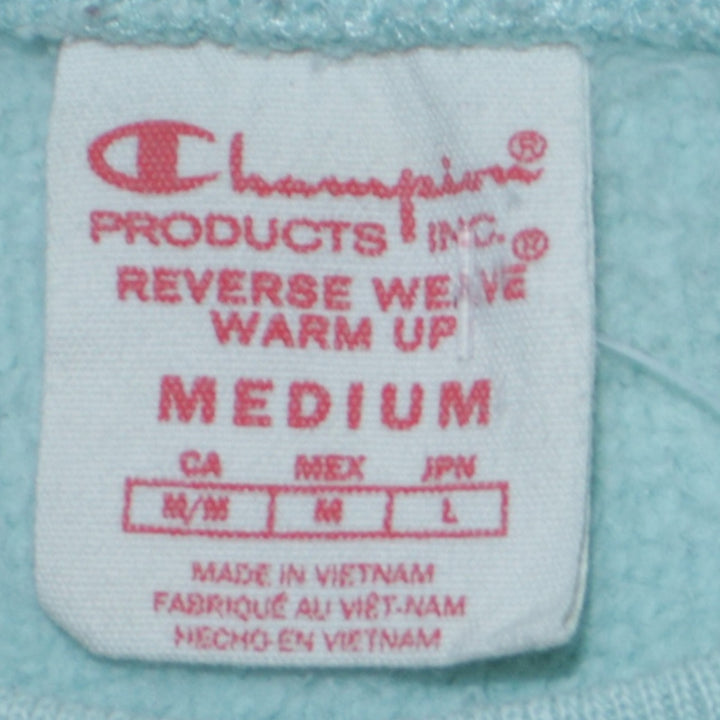 Champion®
PRODUCTS INC.
REVERSE WEAVE®
WARM UP
MEDIUM
CA MEX JPN
M/M M L
MADE IN VIETNAM
FABRIQUÉ AU VIÊT-NAM
HECHO EN VIETNAM